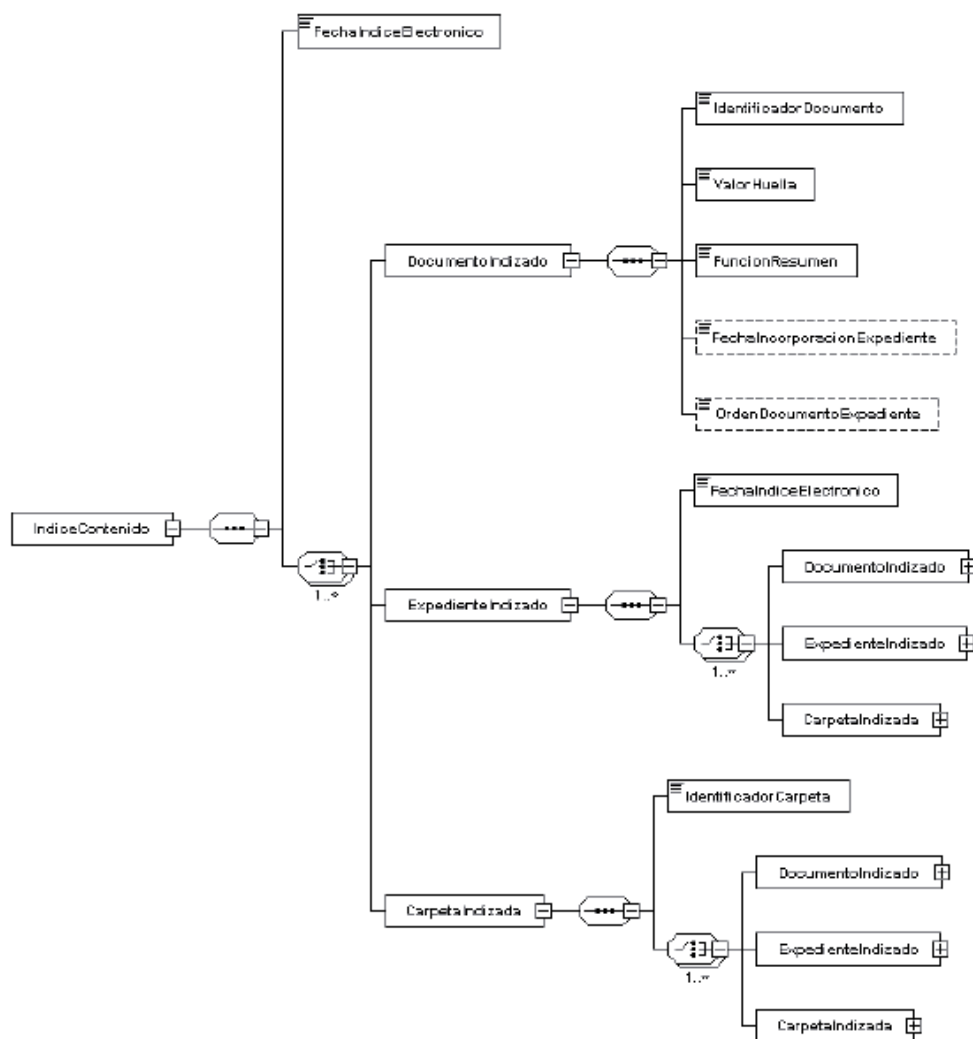 FechaIndiceElectronico
IdentificadorDocumento
ValorHuella
DocumentoIndizado
FuncionResumen
FechaIncorporacionExpediente
OrdenDocumentoExpediente
FechaIndiceElectronico
IndiceContenido
DocumentoIndizado
1..∞
ExpedienteIndizado
ExpedienteIndizado
1..∞
CarpetaIndizada
IdentificadorCarpeta
DocumentoIndizado
CarpetaIndizada
ExpedienteIndizado
1..∞
CarpetaIndizada